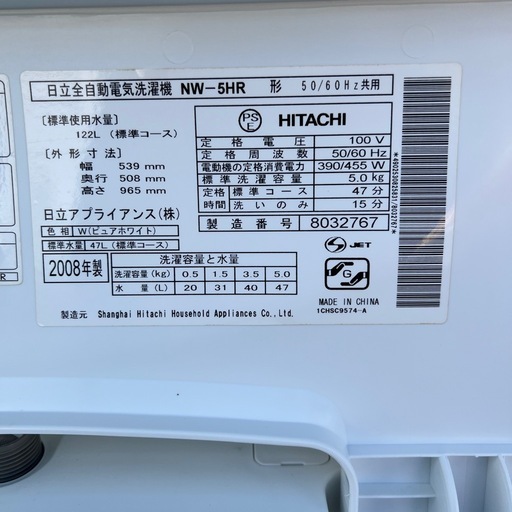 日立全自動電気洗濯機 NW-5HR 形 50/60Hz共用
〔標準使用水量〕
122L (標準コース)
〔外形寸法〕
幅 539 mm
奥行 508 mm
高さ 965 mm
日立アプライアンス(株)
色相 W(ピュアホワイト)
標準水量 47L (標準コース)
PS
E
HITACHI
定格電圧 100 V
定格周波数 50/60 Hz
電動機の定格消費電力 390/455 W
標準洗濯容量 5.0kg
定格 標準コース 47分
時間 洗いのみ 15分
製造番号 8032767
2008年製
洗濯容量と水量
洗濯容量(kg) 0.5 1.5 3.5 5.0
水量(L) 20 31 40 47
S-JET
G
MADE IN CHINA
1CHSC9574-A
製造元 Shanghai Hitachi Household Appliances Co.,Ltd.
R